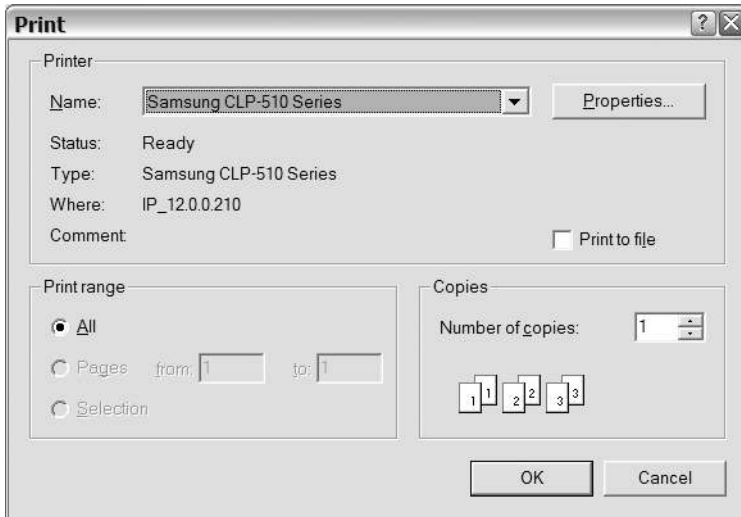 Print
Printer
Name: Samsung CLP-510 Series Properties...
Status: Ready
Type: Samsung CLP-510 Series
Where: IP_12.0.0.210
Comment:
Print to file
Print range
All
Pages from: 1 to: 1
Selection
Copies
Number of copies: 1
1 1 2 2 3 3
OK Cancel